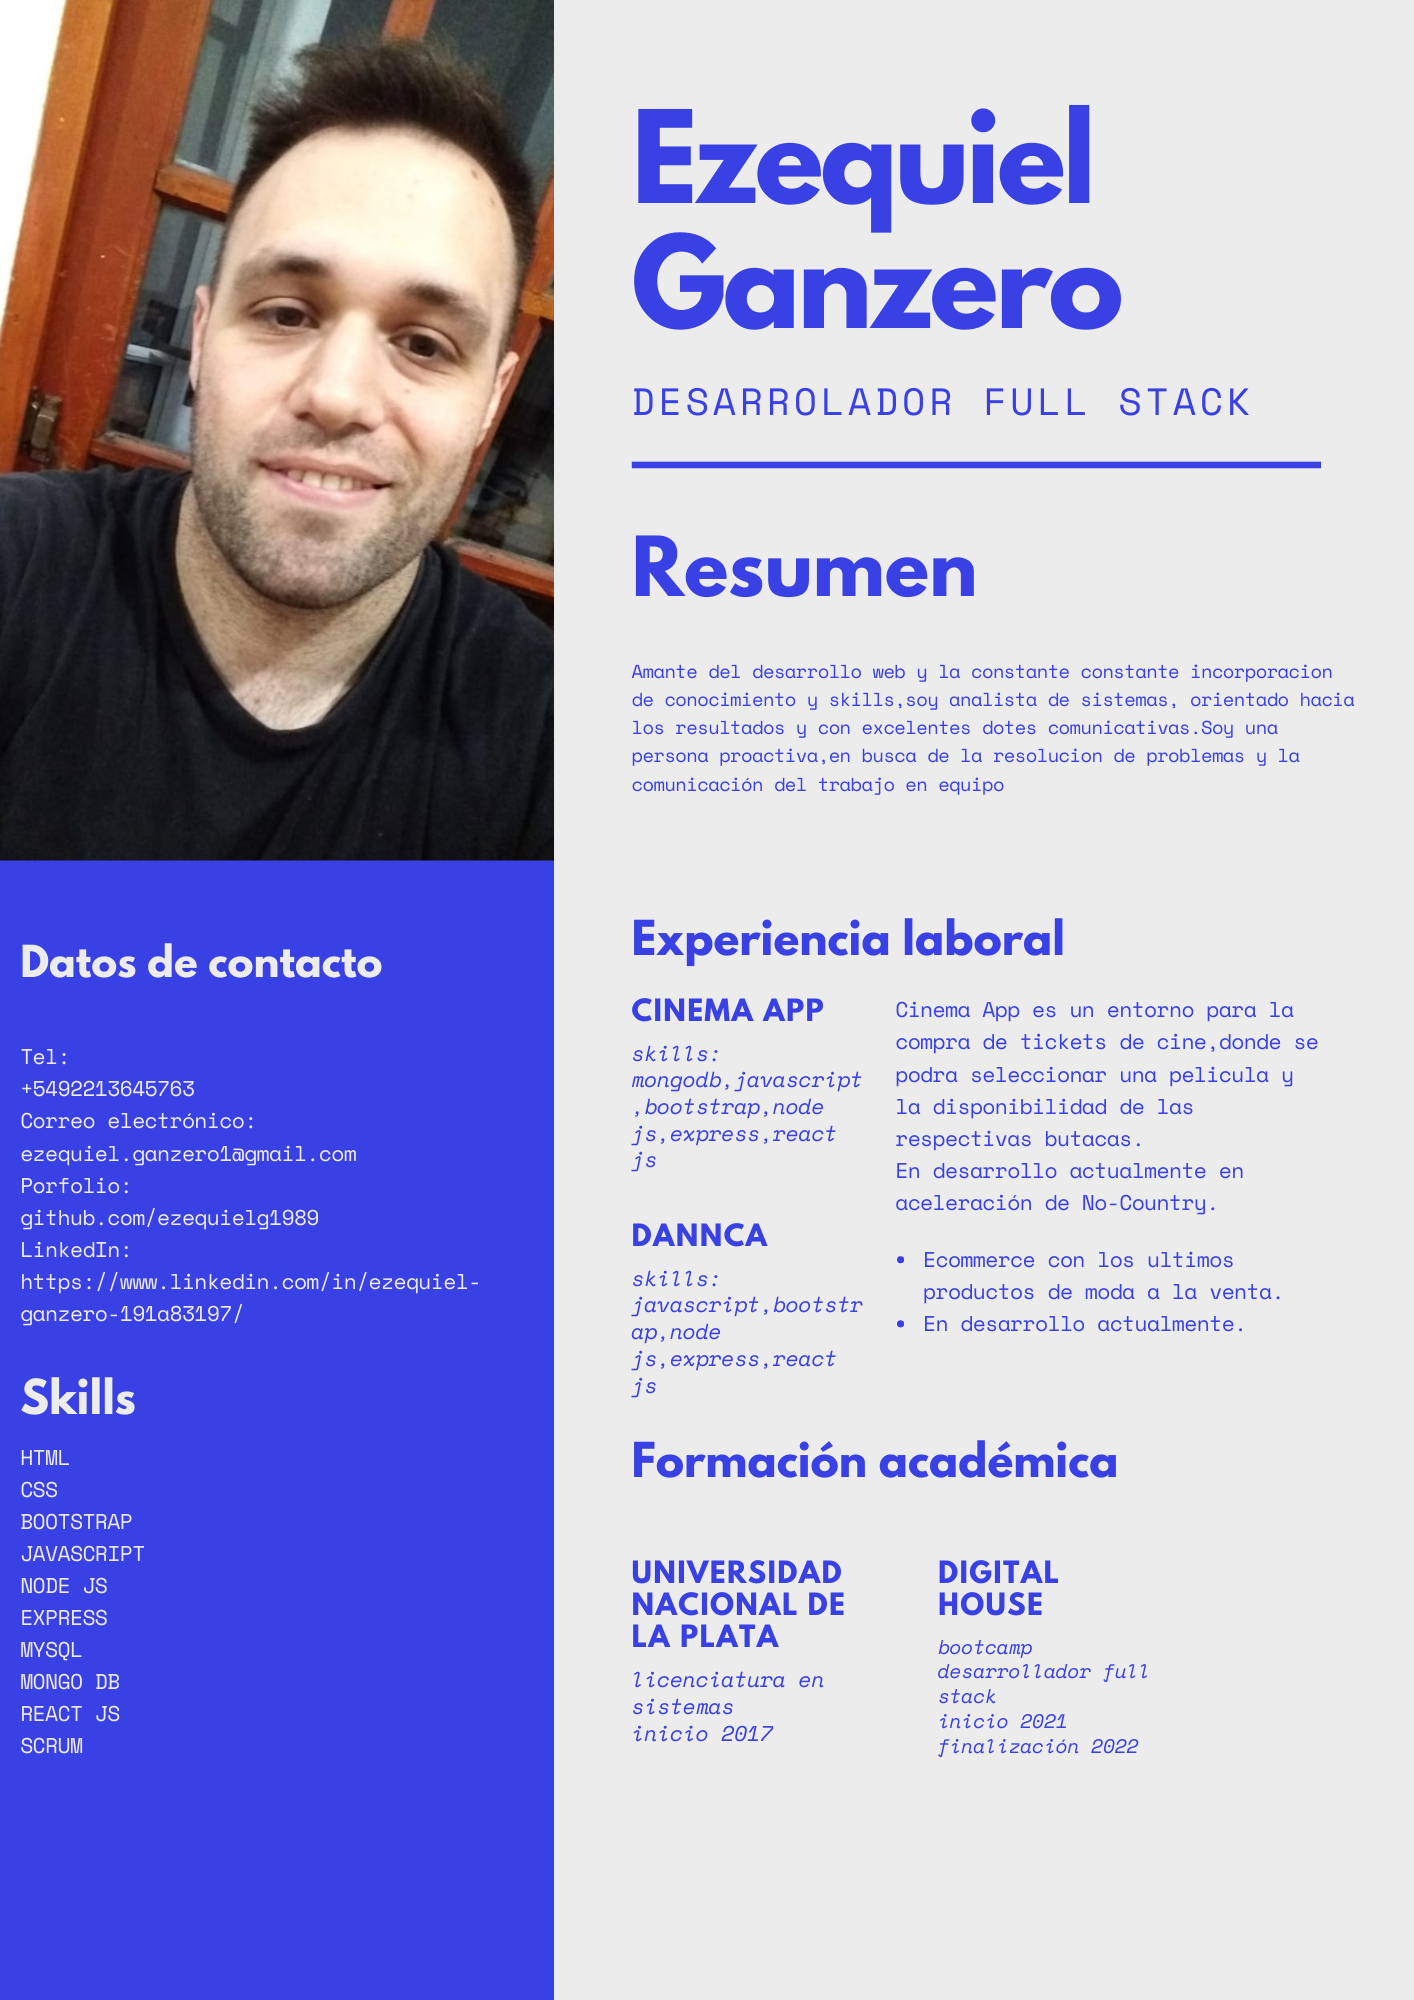 Ezequiel
Ganzero
DESARROLADOR FULL STACK
Resumen
Amante del desarrollo web y la constante constante incorporacion
de conocimiento y skills,soy analista de sistemas, orientado hacia
los resultados y con excelentes dotes comunicativas.Soy una
persona proactiva,en busca de la resolucion de problemas y la
comunicación del trabajo en equipo
Datos de contacto
Tel:
+5492213645763
Correo electrónico:
ezequiel.ganzero1@gmail.com
Porfolio:
github.com/ezequielg1989
LinkedIn:
https://www.linkedin.com/in/ezequiel-
ganzero-191a83197/
Skills
HTML
CSS
BOOTSTRAP
JAVASCRIPT
NODE JS
EXPRESS
MYSQL
MONGO DB
REACT JS
SCRUM
Experiencia laboral
CINEMA APP
skills:
mongodb,javascript
,bootstrap,node
js,express,react
js
Cinema App es un entorno para la
compra de tickets de cine,donde se
podra seleccionar una pelicula y
la disponibilidad de las
respectivas butacas.
En desarrollo actualmente en
aceleración de No-Country.
DANNCA
skills:
javascript,bootstr
ap,node
js,express,react
js
• Ecommerce con los ultimos
productos de moda a la venta.
• En desarrollo actualmente.
Formación académica
UNIVERSIDAD
NACIONAL DE
LA PLATA
licenciatura en
sistemas
inicio 2017
DIGITAL
HOUSE
bootcamp
desarrollador full
stack
inicio 2021
finalización 2022